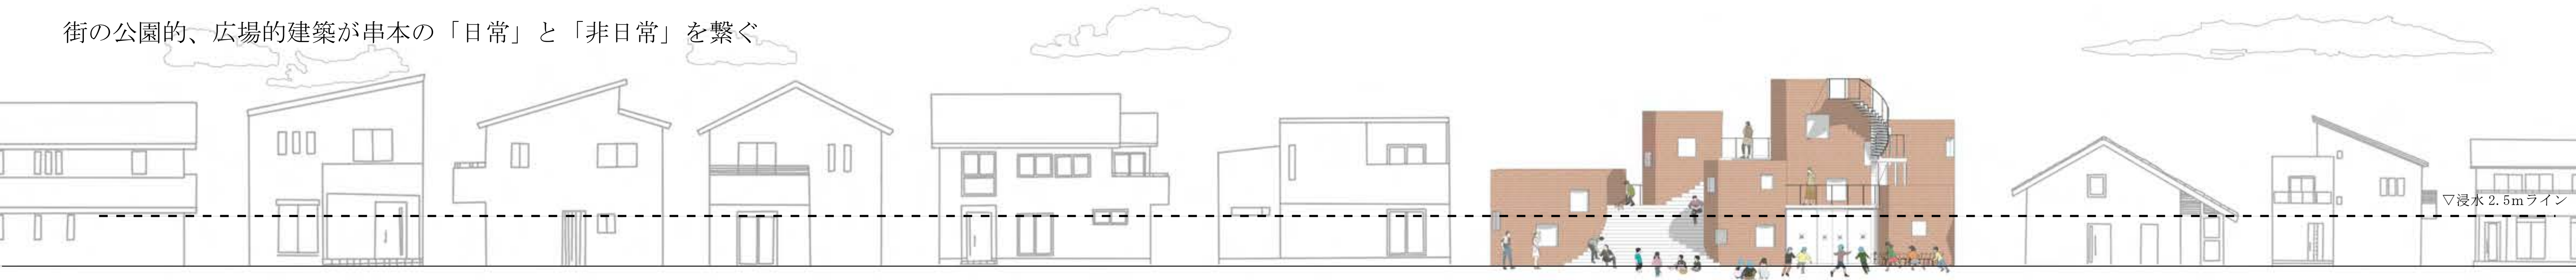 街の公園的、広場的建築が串本の「日常」と「非日常」を繋ぐ
▽浸水 2.5mライン